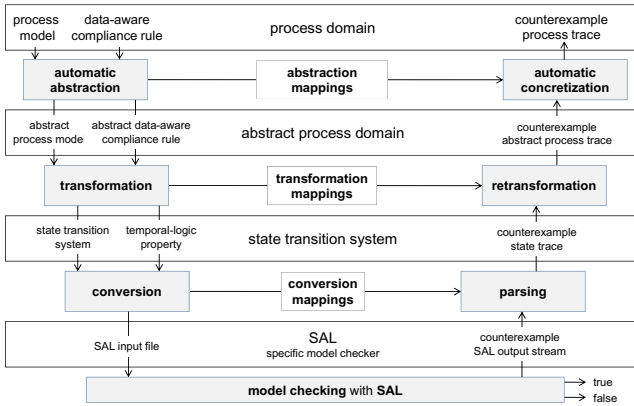 process model
data-aware compliance rule
process domain
counterexample process trace
automatic abstraction
abstraction mappings
automatic concretization
abstract process model
abstract data-aware compliance rule
abstract process domain
counterexample abstract process trace
transformation
transformation mappings
retransformation
state transition system
temporal-logic property
state transition system
counterexample state trace
conversion
conversion mappings
parsing
SAL input file
SAL
specific model checker
counterexample SAL output stream
model checking with SAL
true
false